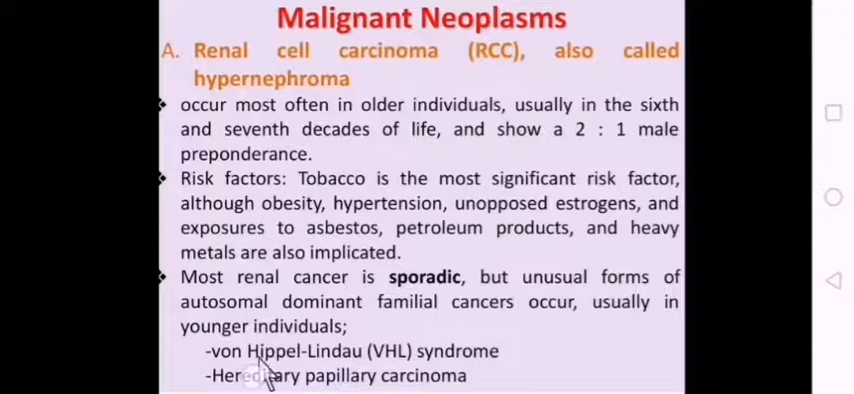 Malignant Neoplasms
A. Renal cell carcinoma (RCC), also called
hypernephroma
occur most often in older individuals, usually in the sixth
and seventh decades of life, and show a 2 : 1 male
preponderance.
Risk factors: Tobacco is the most significant risk factor,
although obesity, hypertension, unopposed estrogens, and
exposures to asbestos, petroleum products, and heavy
metals are also implicated.
Most renal cancer is sporadic, but unusual forms of
autosomal dominant familial cancers occur, usually in
younger individuals;
-von Hippel-Lindau (VHL) syndrome
-Hereditary papillary carcinoma